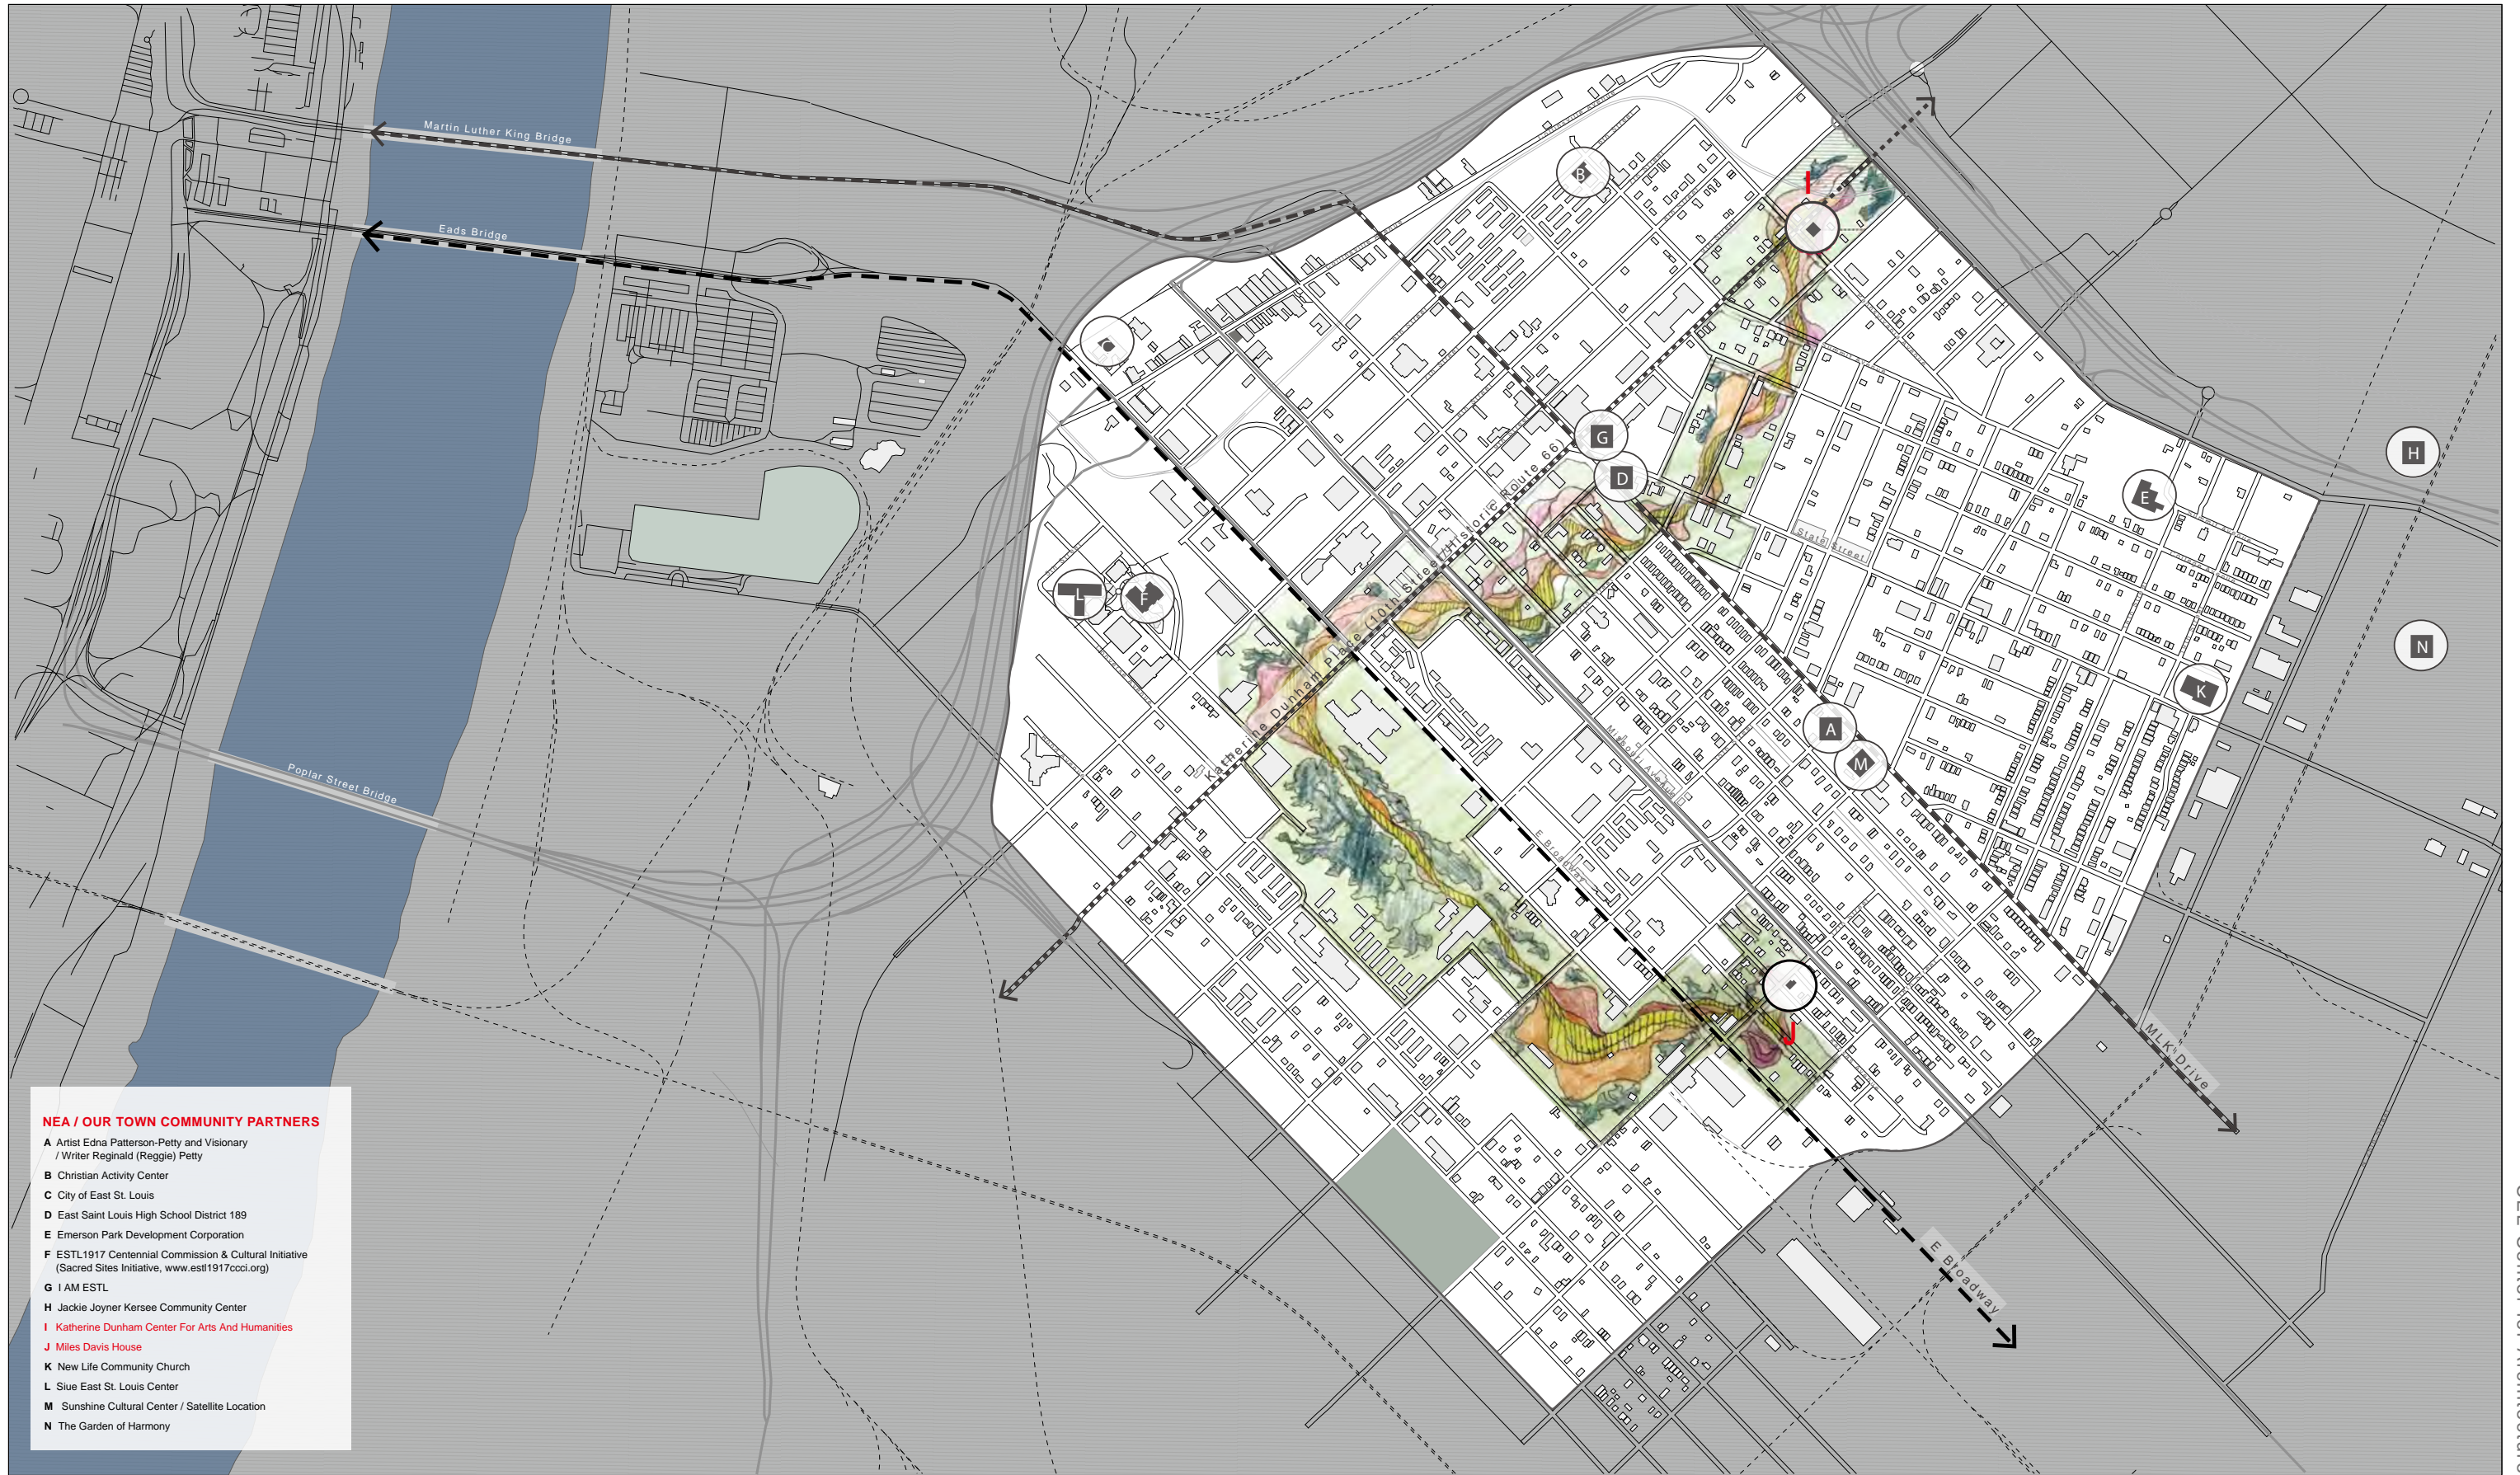 Martin Luther King Bridge
Eads Bridge
Poplar Street Bridge
B
I
C
G
D
H
E
N
L
F
K
A
M
J
Katherine Dunham Place (10th Street/Historic Route 66)
State Street
Missouri Avenue
E Broadway
MLK Drive
E Broadway
NEA / OUR TOWN COMMUNITY PARTNERS
A Artist Edna Patterson-Petty and Visionary
/ Writer Reginald (Reggie) Petty
B Christian Activity Center
C City of East St. Louis
D East Saint Louis High School District 189
E Emerson Park Development Corporation
F ESTL1917 Centennial Commission & Cultural Initiative
(Sacred Sites Initiative, www.estl1917ccci.org)
G I AM ESTL
H Jackie Joyner Kersee Community Center
I Katherine Dunham Center For Arts And Humanities
J Miles Davis House
K New Life Community Church
L Siue East St. Louis Center
M Sunshine Cultural Center / Satellite Location
N The Garden of Harmony